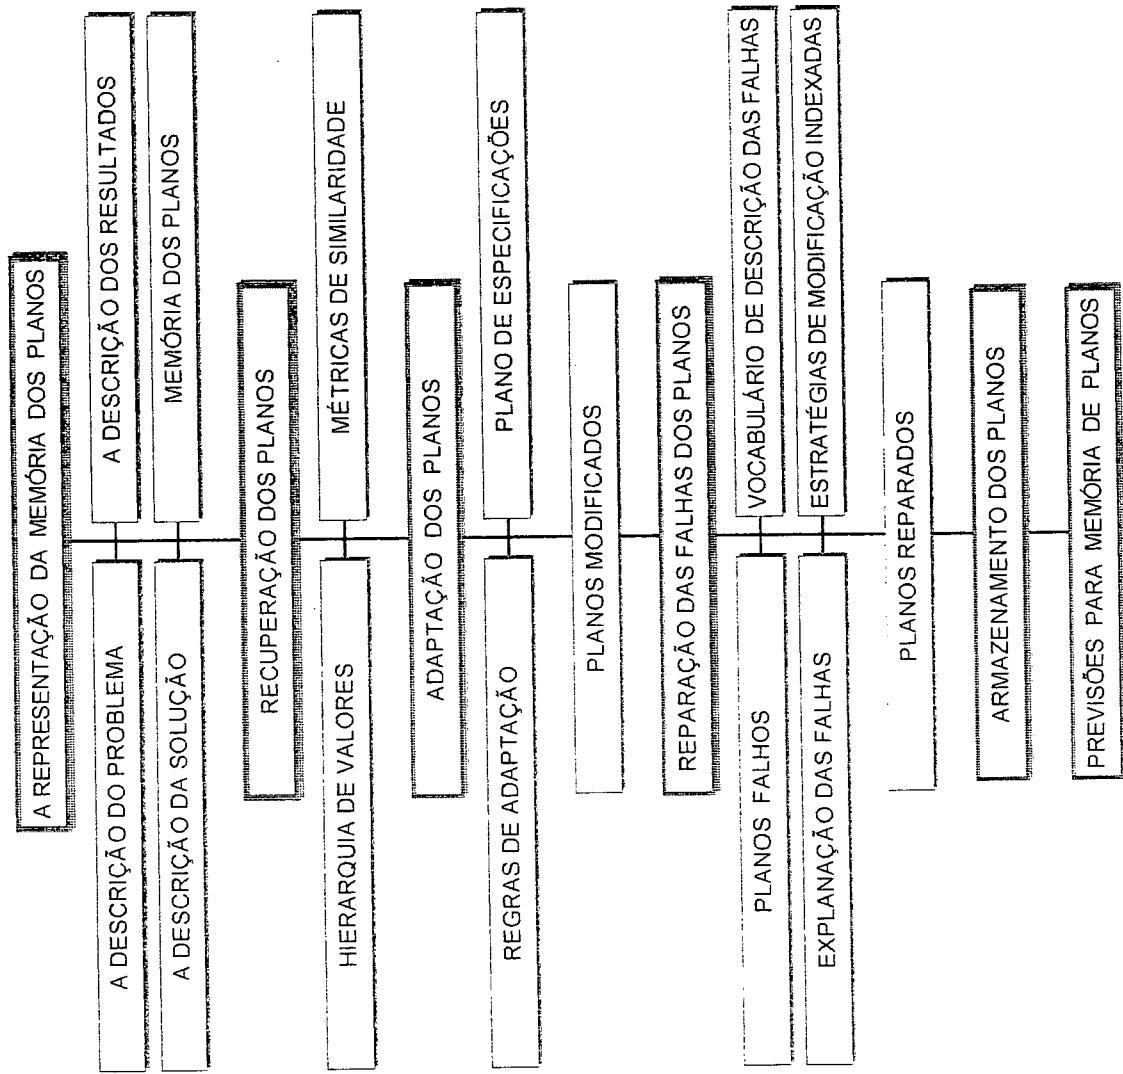 A REPRESENTAÇÃO DA MEMÓRIA DOS PLANOS
A DESCRIÇÃO DO PROBLEMA
A DESCRIÇÃO DOS RESULTADOS
A DESCRIÇÃO DA SOLUÇÃO
MEMÓRIA DOS PLANOS
RECUPERAÇÃO DOS PLANOS
HIERARQUIA DE VALORES
MÉTRICAS DE SIMILARIDADE
ADAPTAÇÃO DOS PLANOS
REGRAS DE ADAPTAÇÃO
PLANO DE ESPECIFICAÇÕES
PLANOS MODIFICADOS
REPARAÇÃO DAS FALHAS DOS PLANOS
PLANOS FALHOS
VOCABULÁRIO DE DESCRIÇÃO DAS FALHAS
EXPLANAÇÃO DAS FALHAS
ESTRATÉGIAS DE MODIFICAÇÃO INDEXADAS
PLANOS REPARADOS
ARMAZENAMENTO DOS PLANOS
PREVISÕES PARA MEMÓRIA DE PLANOS